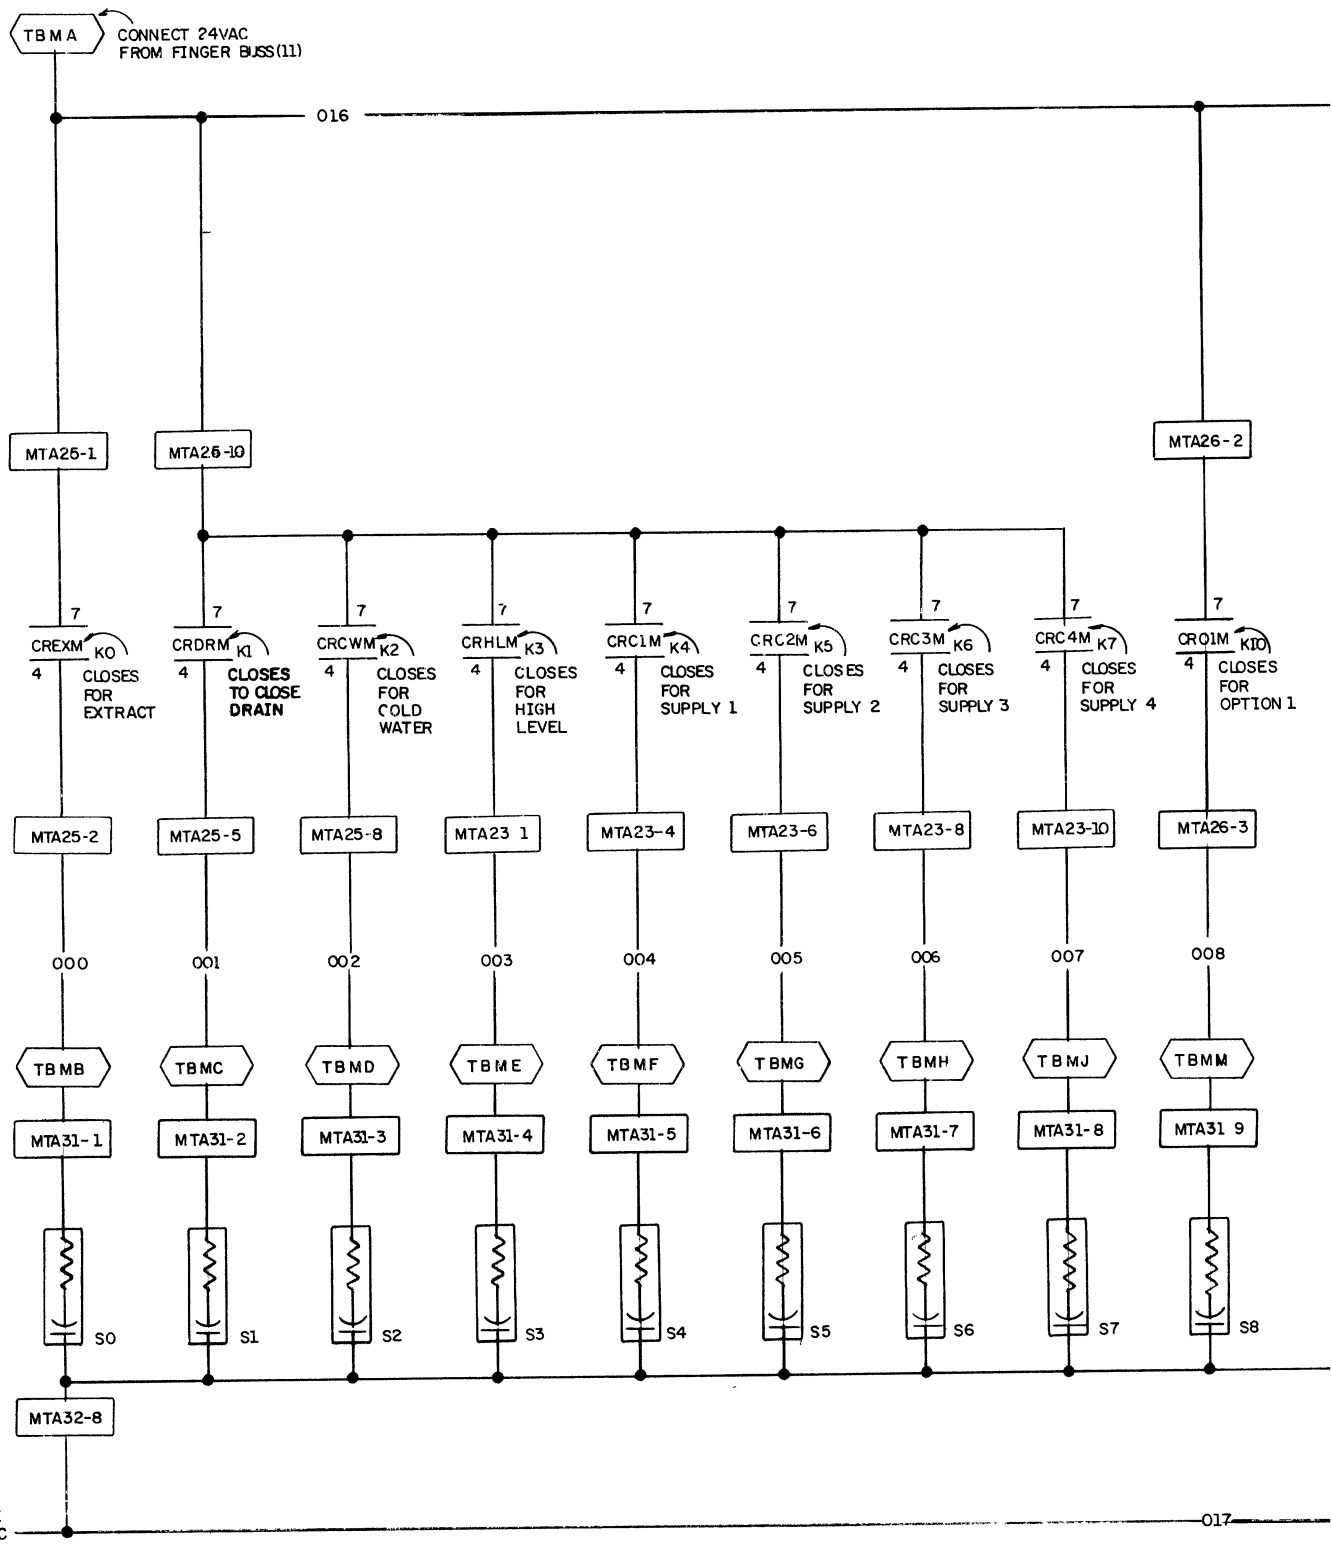 TBMA
CONNECT 24VAC
FROM FINGER BUSS(11)
016
MTA25-1
MTA25-10
MTA26-2
7 7 7 7 7 7 7 7 7
CREXM K0
CRDRM K1
CRCWM K2
CRHLM K3
CRC1M K4
CRC2M K5
CRC3M K6
CRC4M K7
CRO1M K10
4 4 4 4 4 4 4 4 4
CLOSES
FOR
EXTRACT
CLOSES
TO CLOSE
DRAIN
CLOSES
FOR
COLD
WATER
CLOSES
FOR
HIGH
LEVEL
CLOSES
FOR
SUPPLY 1
CLOSES
FOR
SUPPLY 2
CLOSES
FOR
SUPPLY 3
CLOSES
FOR
SUPPLY 4
CLOSES
FOR
OPTION 1
MTA25-2
MTA25-5
MTA25-8
MTA23 1
MTA23-4
MTA23-6
MTA23-8
MTA23-10
MTA26-3
000
001
002
003
004
005
006
007
008
TBMB
TBMC
TBMD
TBME
TBMF
TBMG
TBMH
TBMJ
TBMM
MTA31-1
MTA31-2
MTA31-3
MTA31-4
MTA31-5
MTA31-6
MTA31-7
MTA31-8
MTA31 9
S0
S1
S2
S3
S4
S5
S6
S7
S8
MTA32-8
C
017